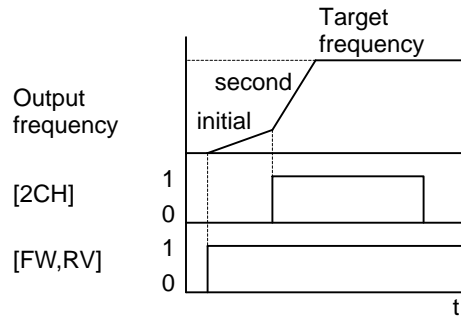 Target
frequency
second
Output
frequency
initial
[2CH]
1
0
[FW,RV]
1
0
t